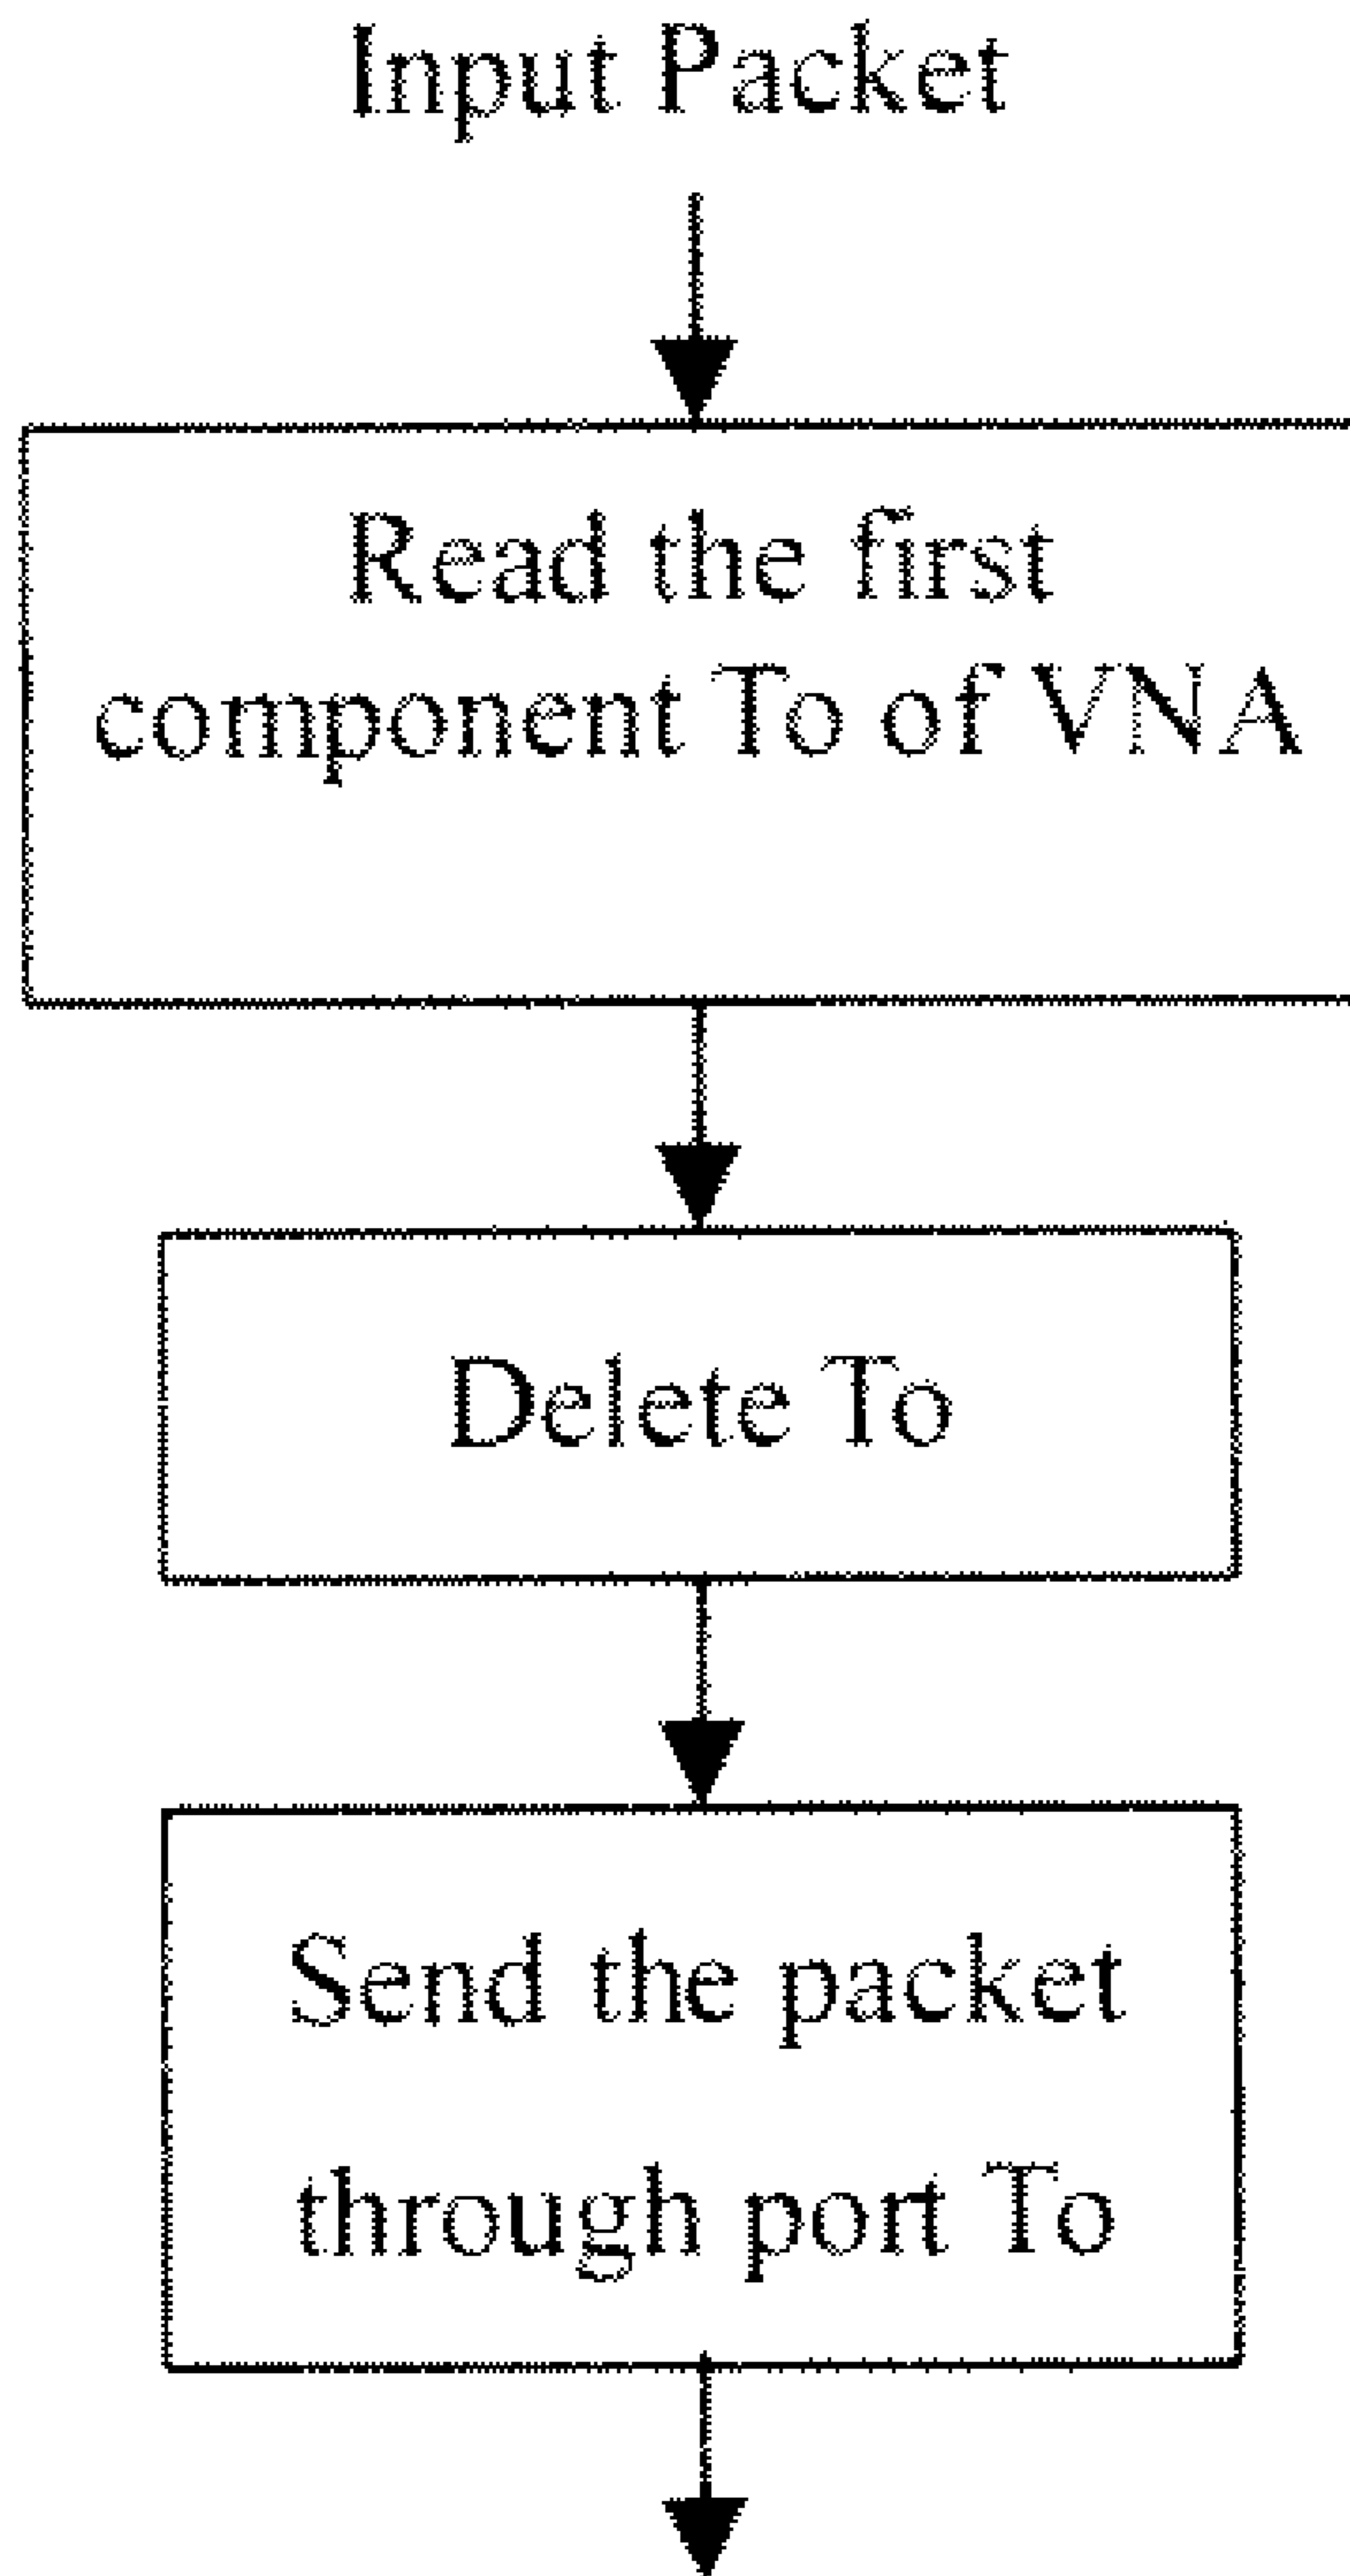 Input Packet
Read the first
component To of VNA
Delete To
Send the packet
through port To